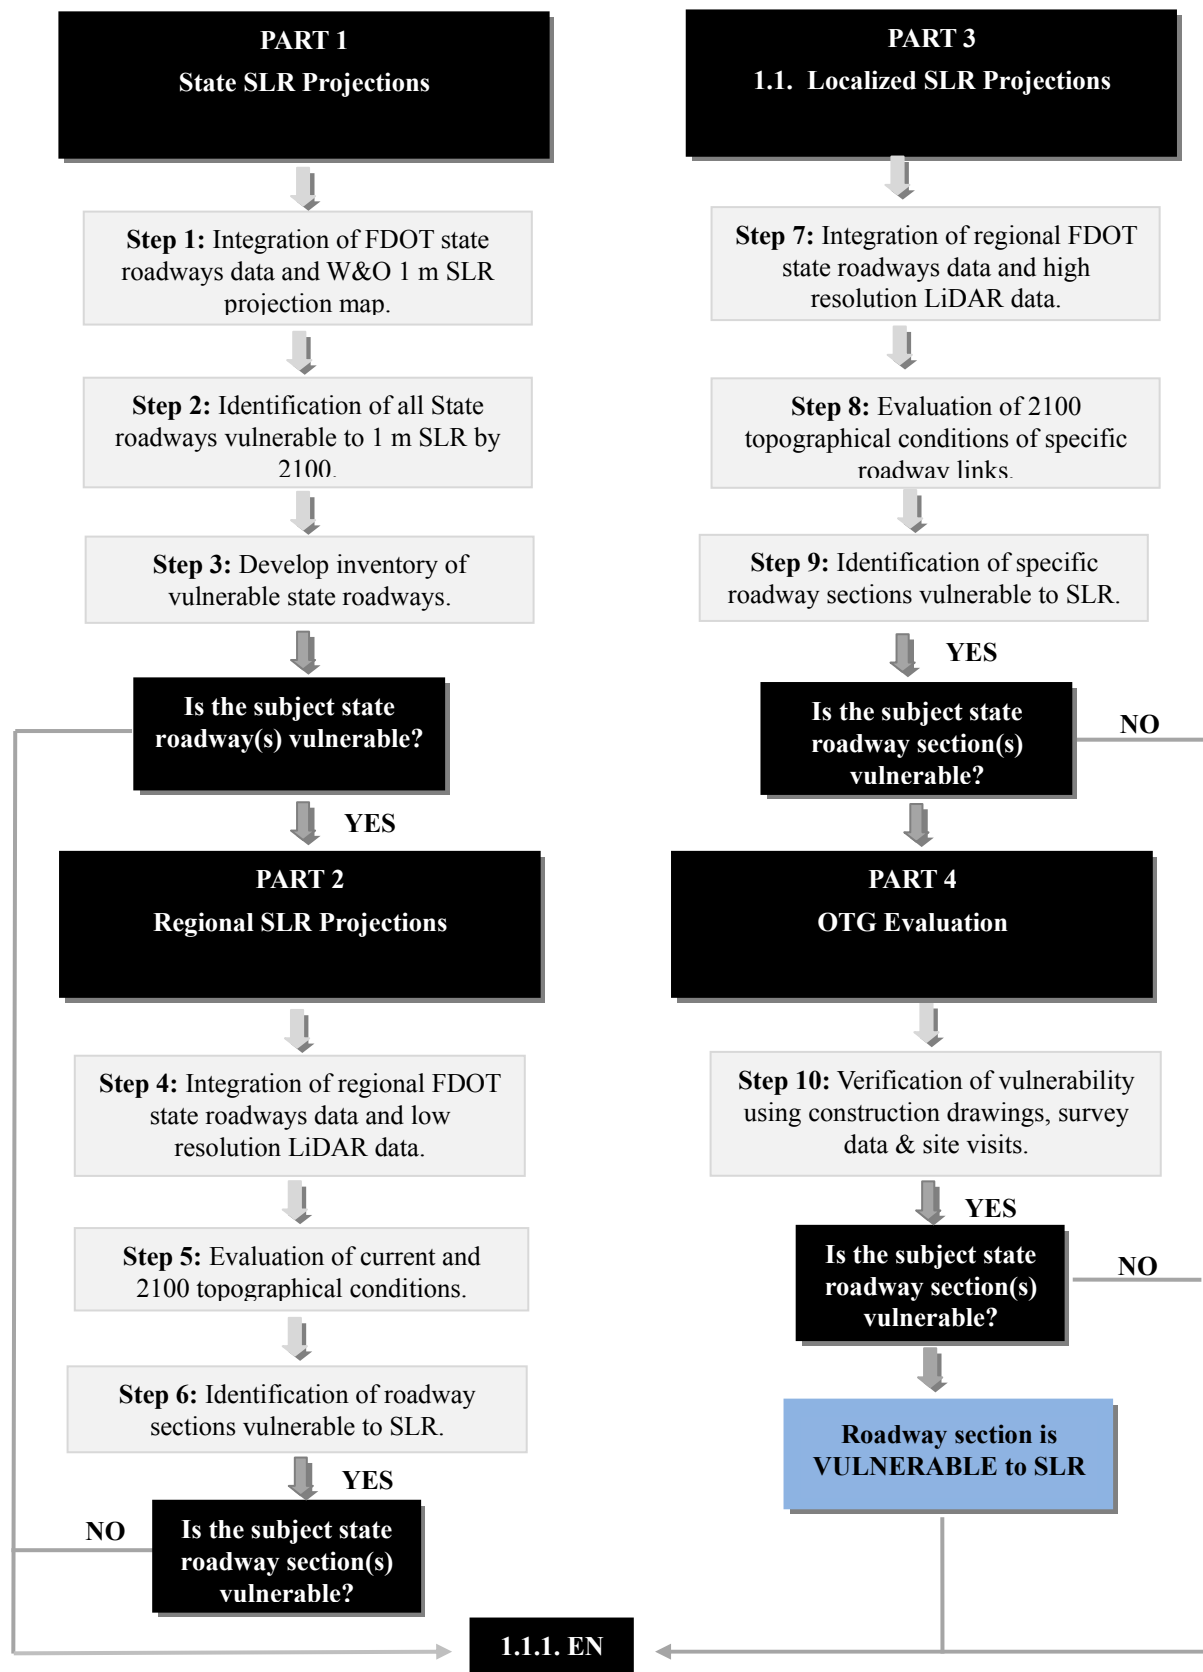 PART 1
State SLR Projections
Step 1: Integration of FDOT state
roadways data and W&O 1 m SLR
projection map.
Step 2: Identification of all State
roadways vulnerable to 1 m SLR by
2100.
Step 3: Develop inventory of
vulnerable state roadways.
Is the subject state
roadway(s) vulnerable?
YES
PART 2
Regional SLR Projections
Step 4: Integration of regional FDOT
state roadways data and low
resolution LiDAR data.
Step 5: Evaluation of current and
2100 topographical conditions.
Step 6: Identification of roadway
sections vulnerable to SLR.
YES
NO
Is the subject state
roadway section(s)
vulnerable?
PART 3
1.1. Localized SLR Projections
Step 7: Integration of regional FDOT
state roadways data and high
resolution LiDAR data.
Step 8: Evaluation of 2100
topographical conditions of specific
roadway links.
Step 9: Identification of specific
roadway sections vulnerable to SLR.
YES
Is the subject state
roadway section(s)
vulnerable?
NO
PART 4
OTG Evaluation
Step 10: Verification of vulnerability
using construction drawings, survey
data & site visits.
YES
Is the subject state
roadway section(s)
vulnerable?
NO
Roadway section is
VULNERABLE to SLR
1.1.1. EN